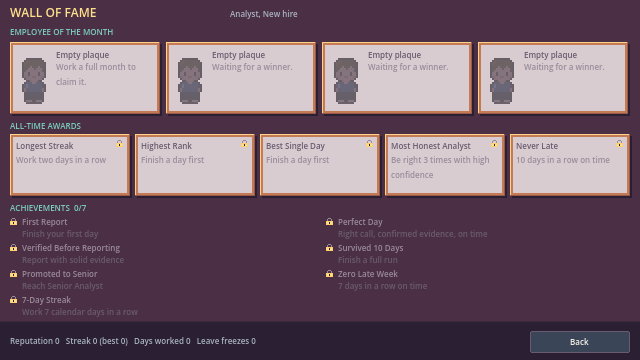 WALL OF FAME
Analyst, New hire
EMPLOYEE OF THE MONTH
Empty plaque
Work a full month to
claim it.
Empty plaque
Waiting for a winner.
Empty plaque
Waiting for a winner.
Empty plaque
Waiting for a winner.
ALL-TIME AWARDS
Longest Streak
Work two days in a row
Highest Rank
Finish a day first
Best Single Day
Finish a day first
Most Honest Analyst
Be right 3 times with high
confidence
Never Late
10 days in a row on time
ACHIEVEMENTS 0/7
First Report
Finish your first day
Verified Before Reporting
Report with solid evidence
Promoted to Senior
Reach Senior Analyst
7-Day Streak
Work 7 calendar days in a row
Perfect Day
Right call, confirmed evidence, on time
Survived 10 Days
Finish a full run
Zero Late Week
7 days in a row on time
Reputation 0 Streak 0 (best 0) Days worked 0 Leave freezes 0
Back